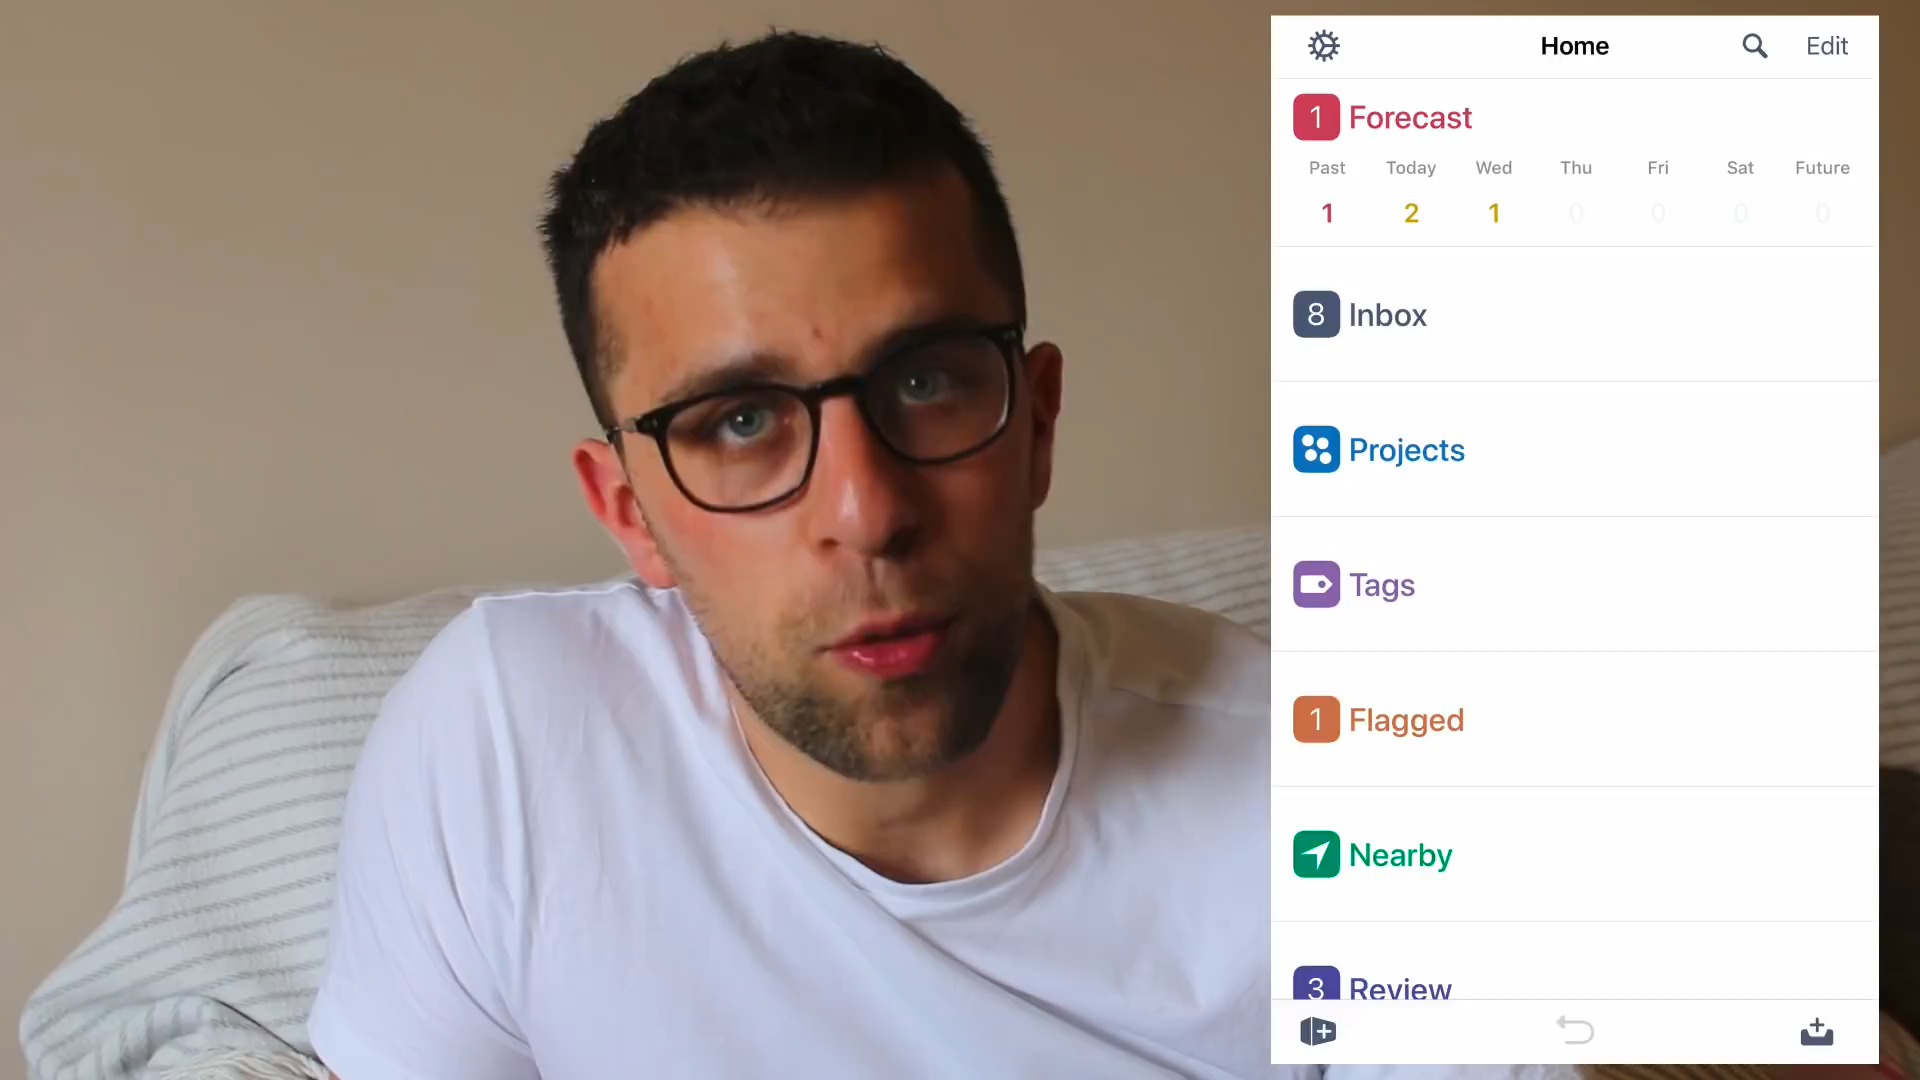 Home
Edit
1 Forecast
Past Today Wed Thu Fri Sat Future
1 2 1 0 0 0 0
8 Inbox
Projects
Tags
1 Flagged
Nearby
3 Review